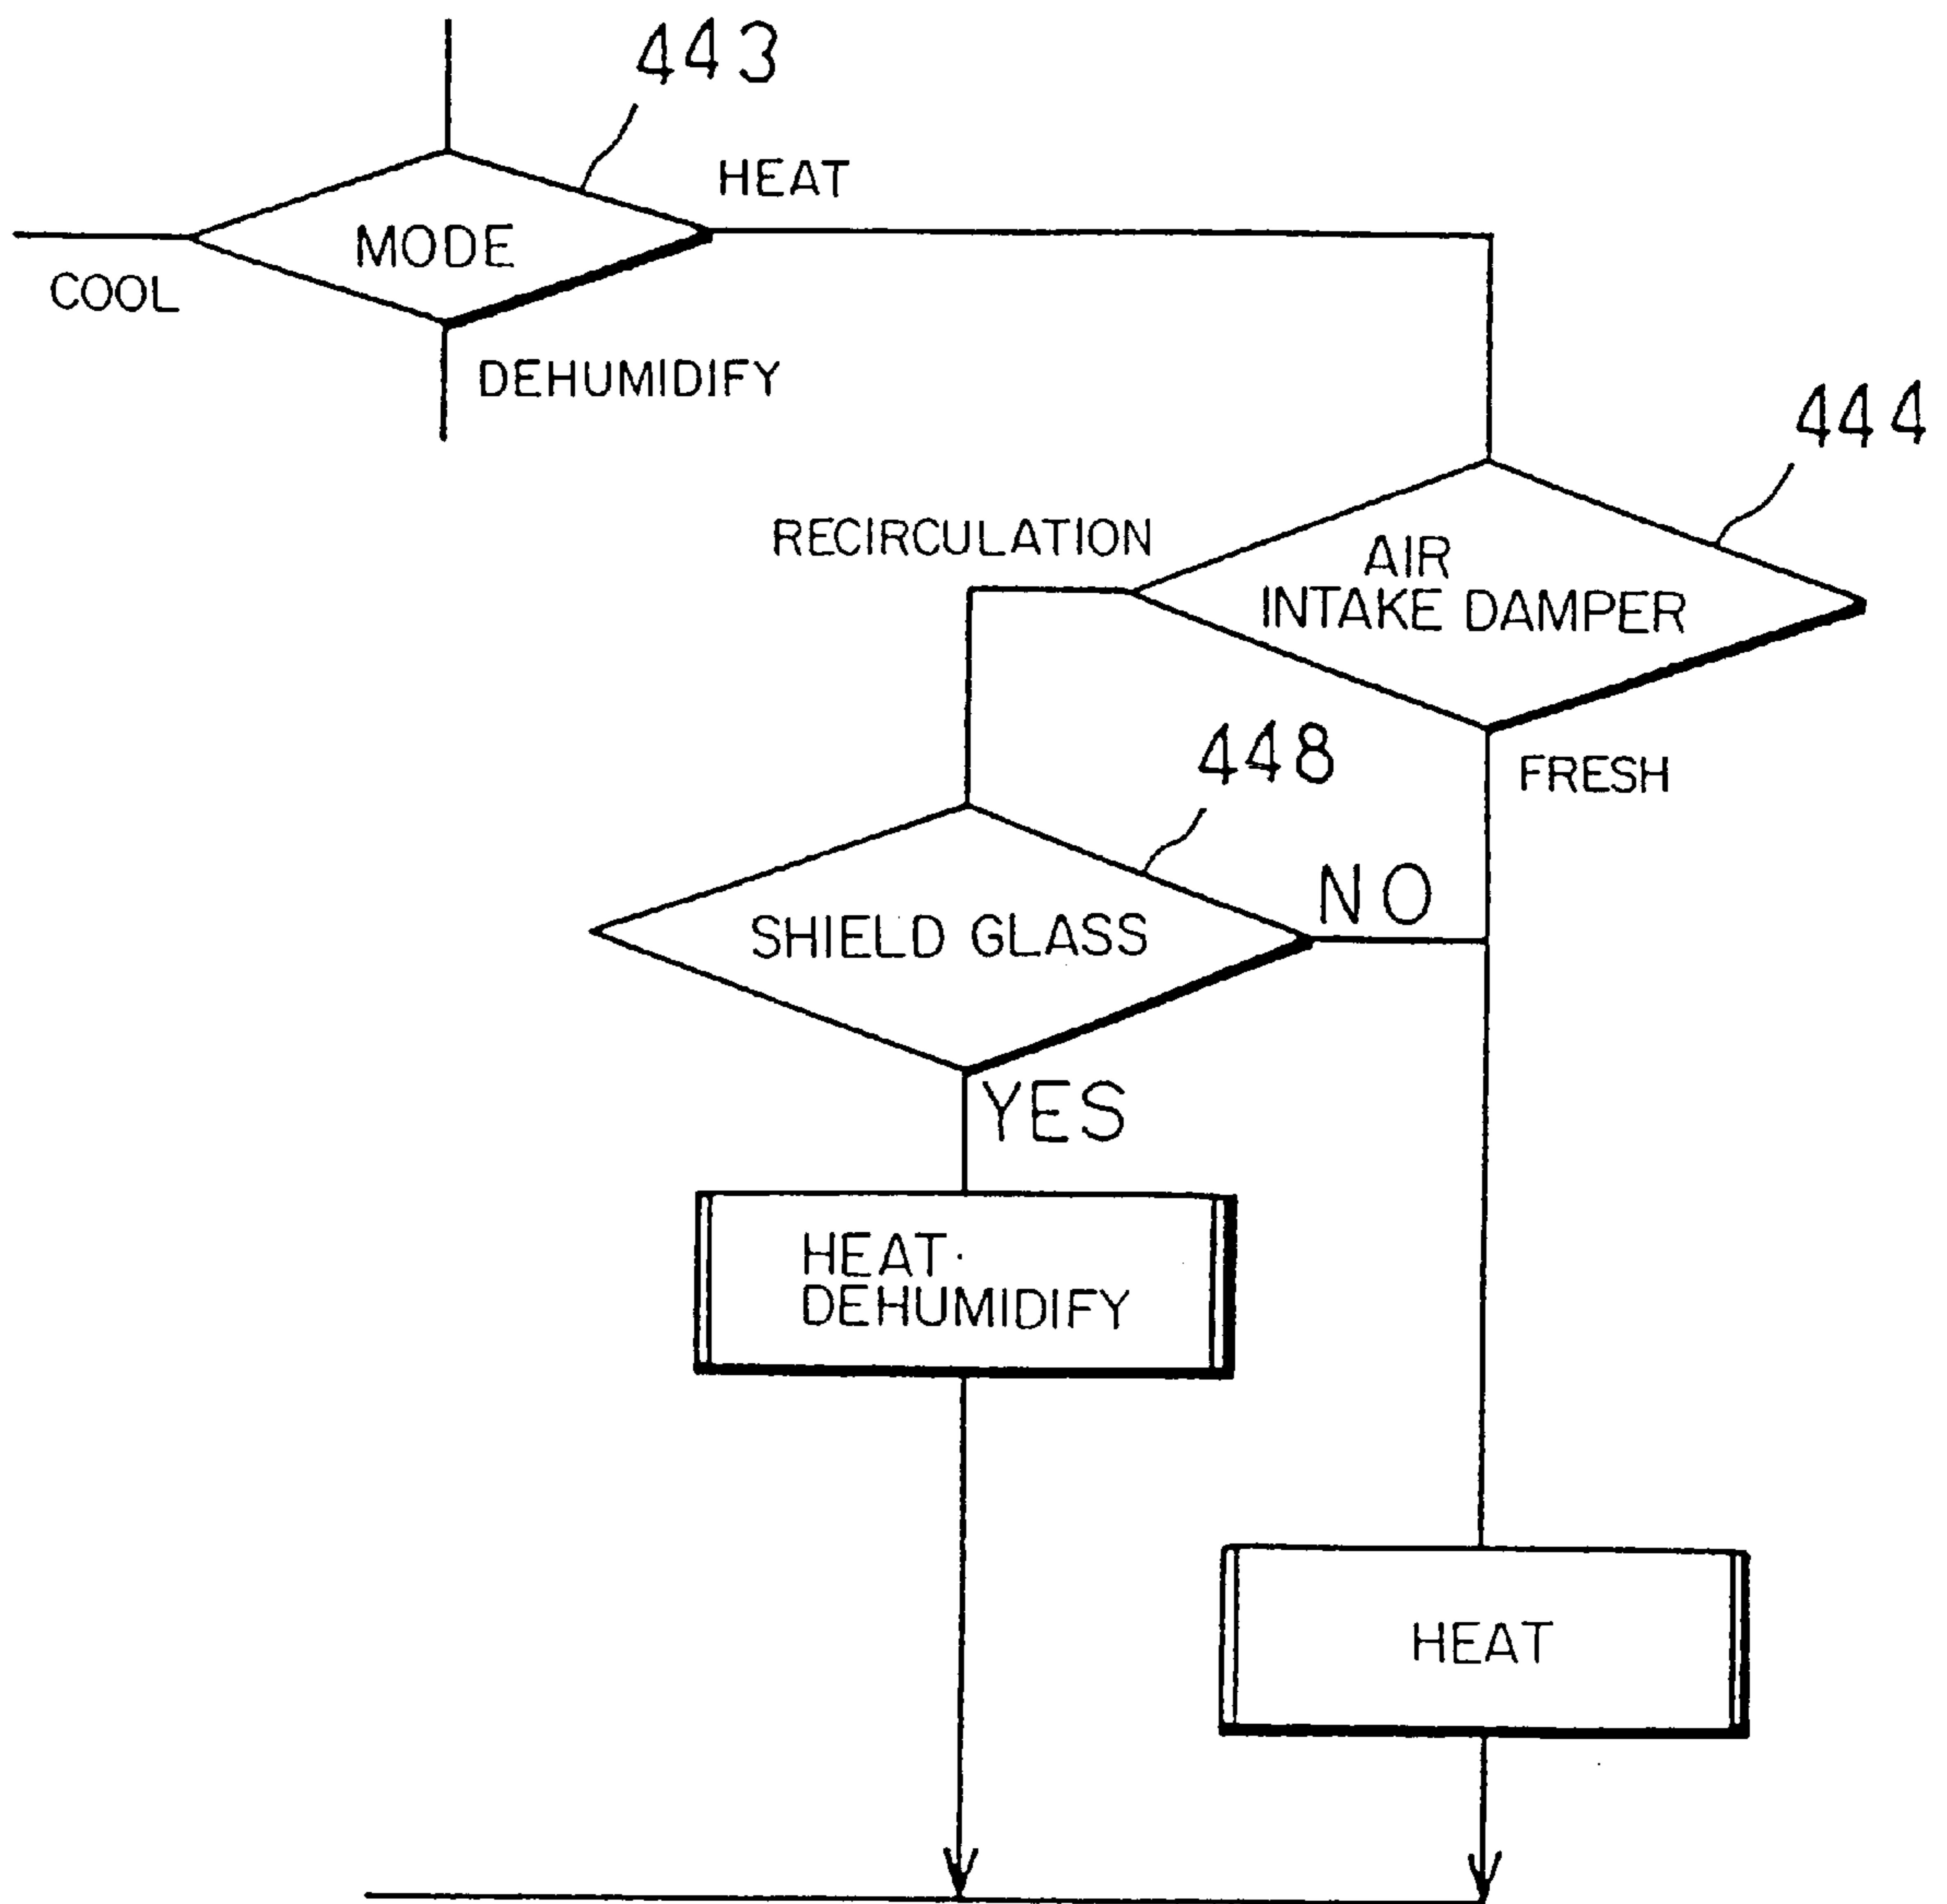 443
HEAT
MODE
COOL
DEHUMIDIFY
444
RECIRCULATION
AIR
INTAKE DAMPER
448
FRESH
NO
SHIELD GLASS
YES
HEAT·
DEHUMIDIFY
HEAT